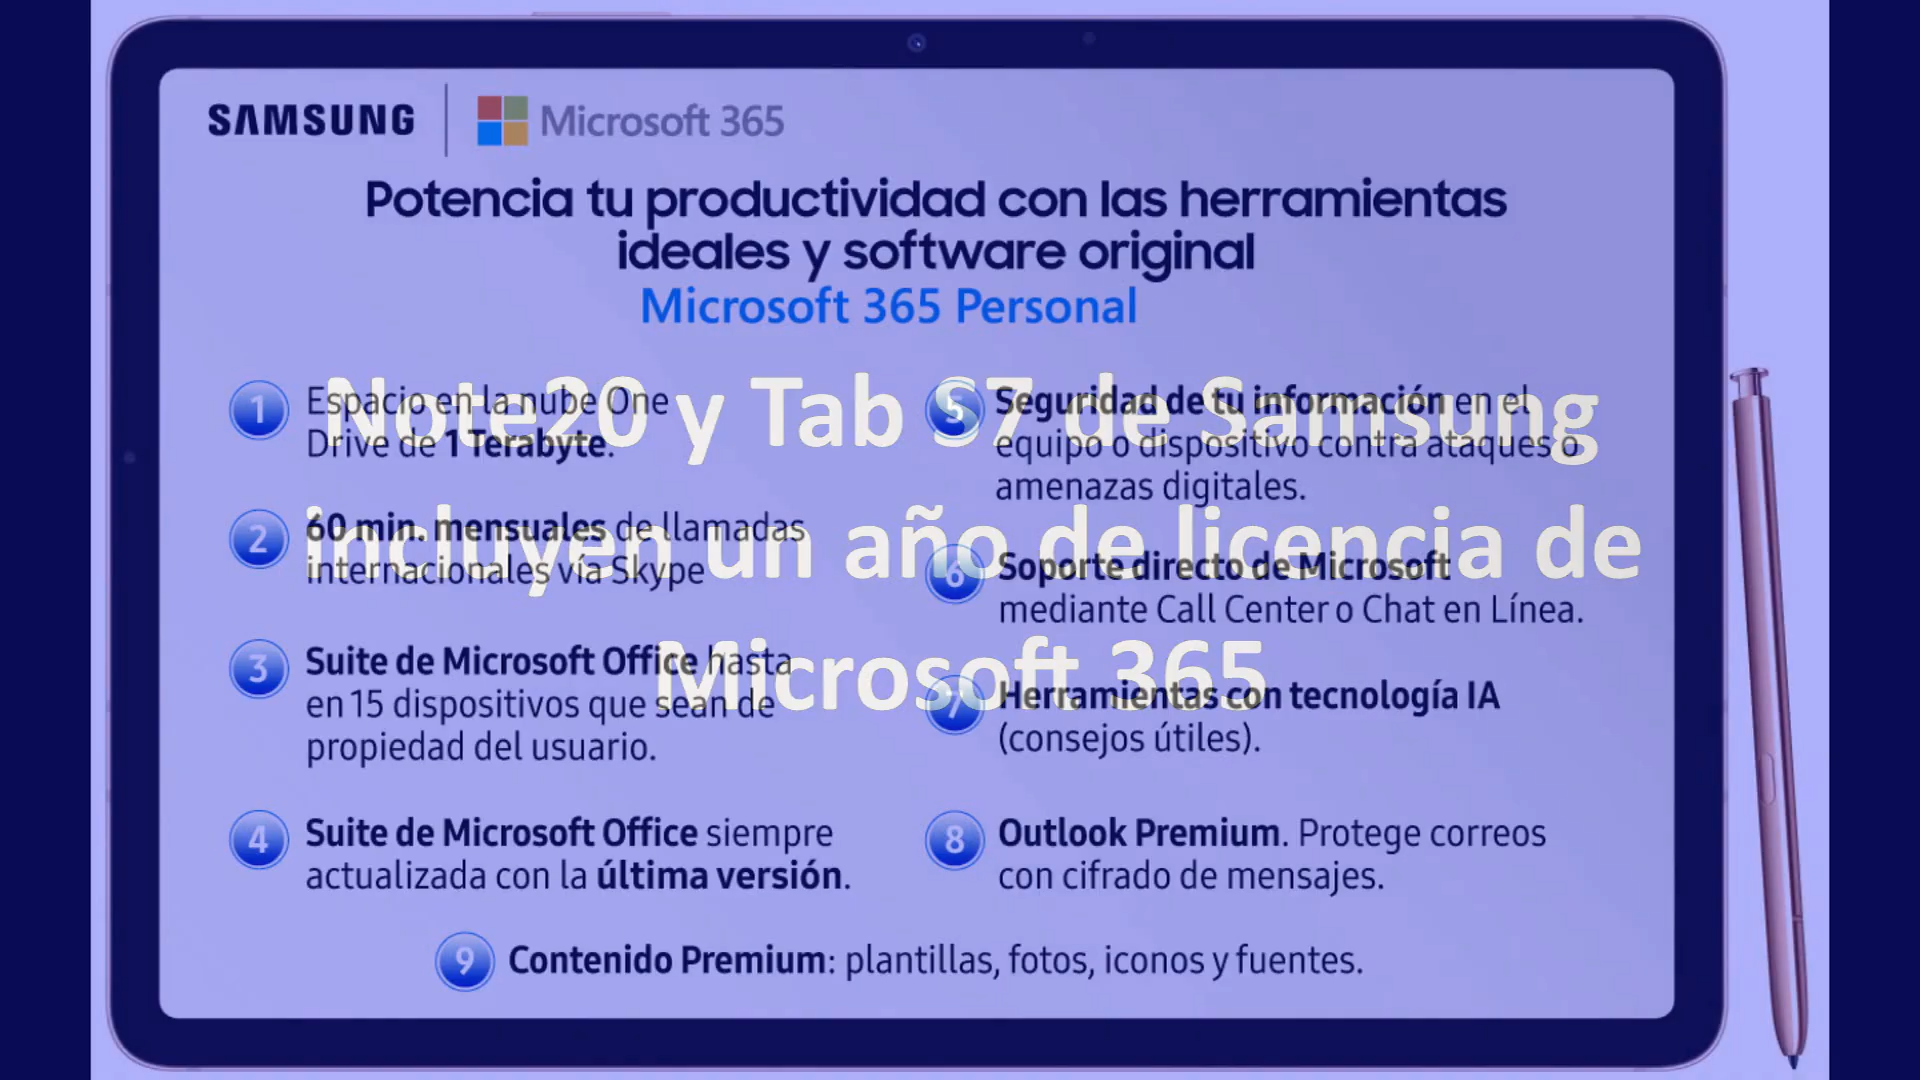 SAMSUNG
Microsoft 365
Potencia tu productividad con las herramientas
ideales y software original
Microsoft 365 Personal
Note20 y Tab S7 de Samsung
incluyen un año de licencia de
Microsoft 365
1
Espacio en la nube One
Drive de 1 Terabyte.
2
60 min. mensuales de llamadas
internacionales vía Skype
3
Suite de Microsoft Office hasta
en 15 dispositivos que sean de
propiedad del usuario.
4
Suite de Microsoft Office siempre
actualizada con la última versión.
5
Seguridad de tu información en el
equipo o dispositivo contra ataques o
amenazas digitales.
6
Soporte directo de Microsoft
mediante Call Center o Chat en Línea.
7
Herramientas con tecnología IA
(consejos útiles).
8
Outlook Premium. Protege correos
con cifrado de mensajes.
9
Contenido Premium: plantillas, fotos, iconos y fuentes.